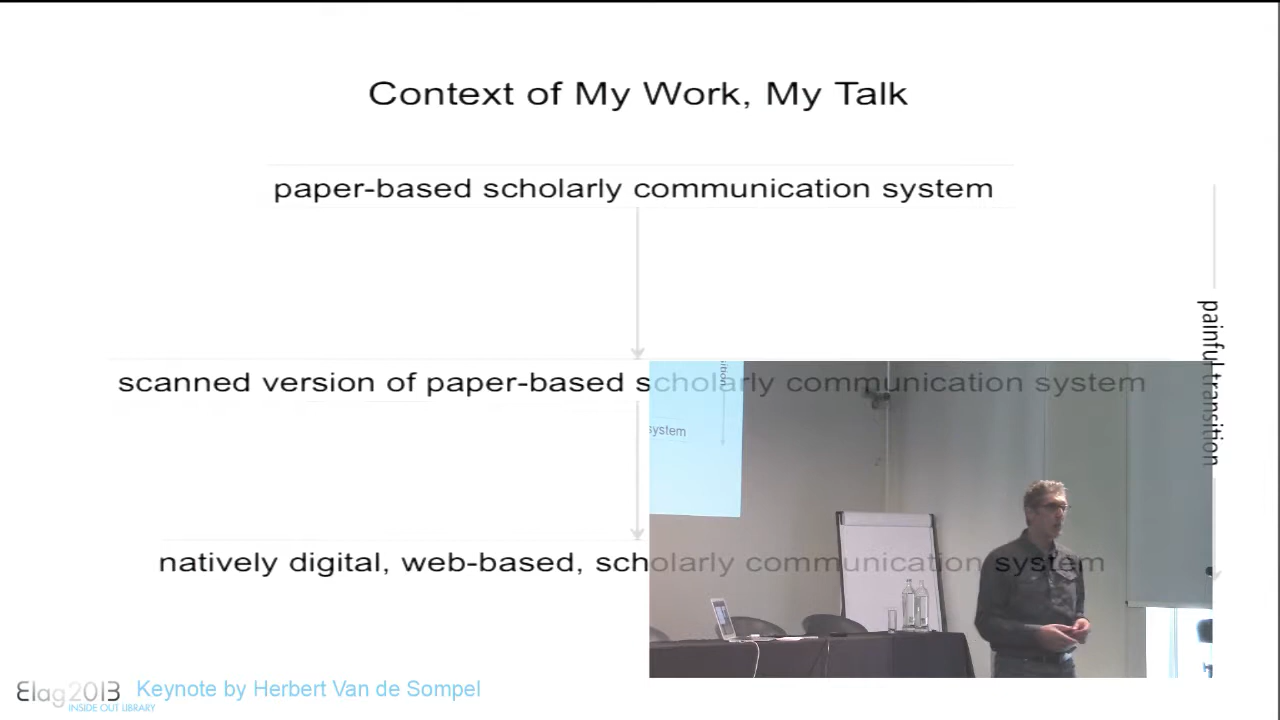 Context of My Work, My Talk
paper-based scholarly communication system
painful transition
scanned version of paper-based scholarly communication system
ition
system
natively digital, web-based, scholarly communication system
Elag2013
INSIDE OUT LIBRARY
Keynote by Herbert Van de Sompel